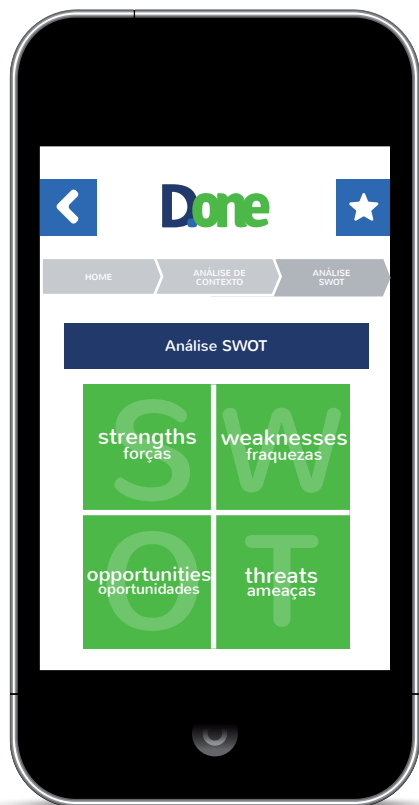 D.one
HOME
ANÁLISE DE
CONTEXTO
ANÁLISE
SWOT
Análise SWOT
S
strengths
forças
W
weaknesses
fraquezas
O
opportunities
oportunidades
T
threats
ameaças